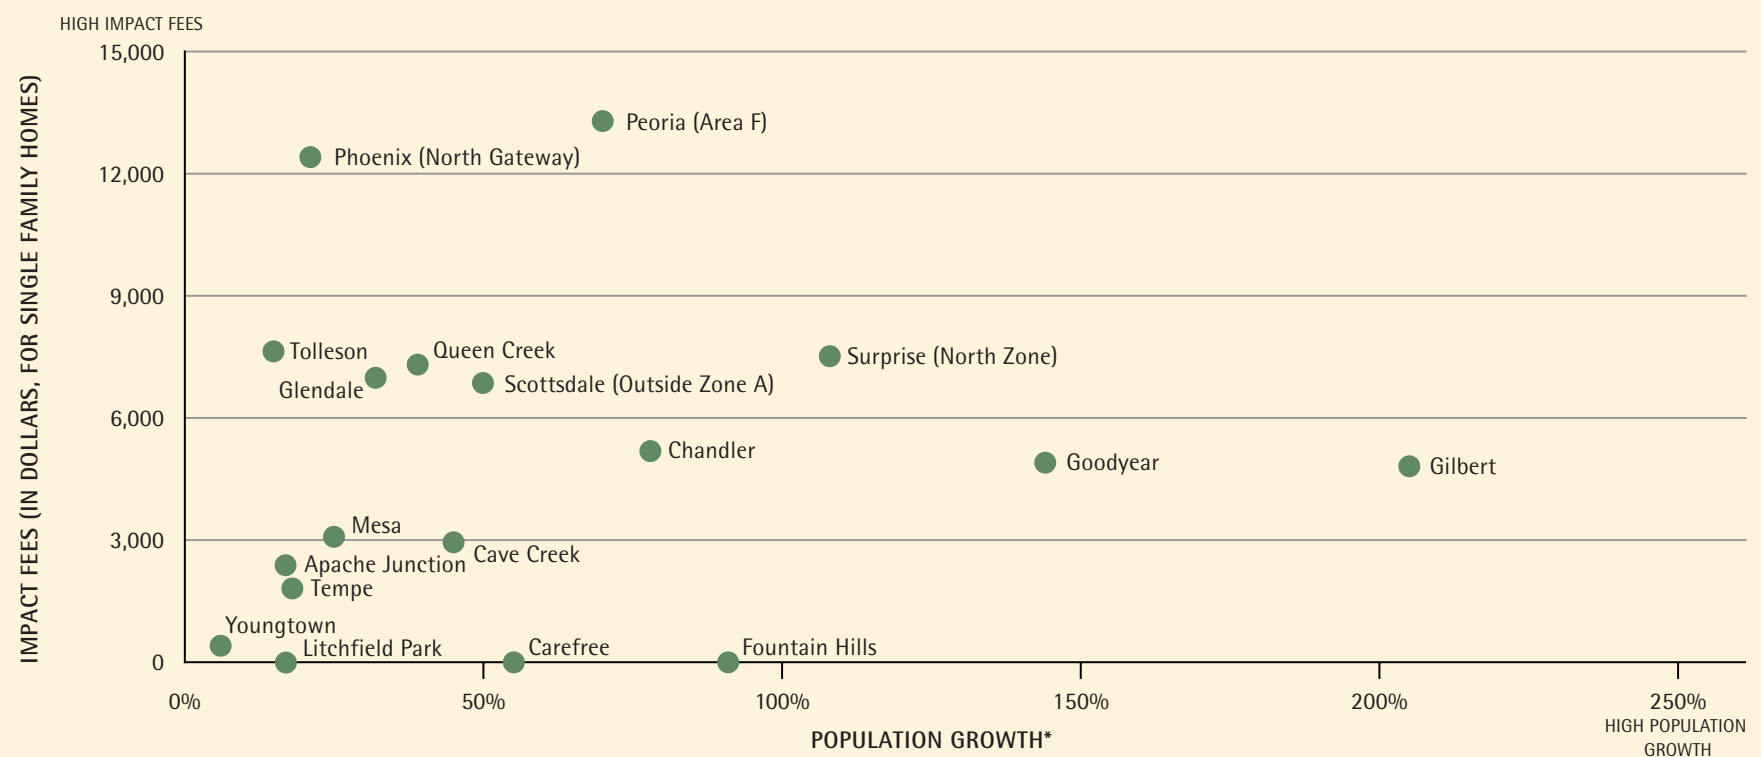 HIGH IMPACT FEES
15,000
12,000
9,000
6,000
3,000
0
IMPACT FEES (IN DOLLARS, FOR SINGLE FAMILY HOMES)
Peoria (Area F)
Phoenix (North Gateway)
Tolleson
Queen Creek
Surprise (North Zone)
Glendale
Scottsdale (Outside Zone A)
Chandler
Goodyear
Gilbert
Mesa
Cave Creek
Apache Junction
Tempe
Youngtown
Litchfield Park
Carefree
Fountain Hills
0%
50%
100%
150%
200%
250%
HIGH POPULATION
GROWTH
POPULATION GROWTH*